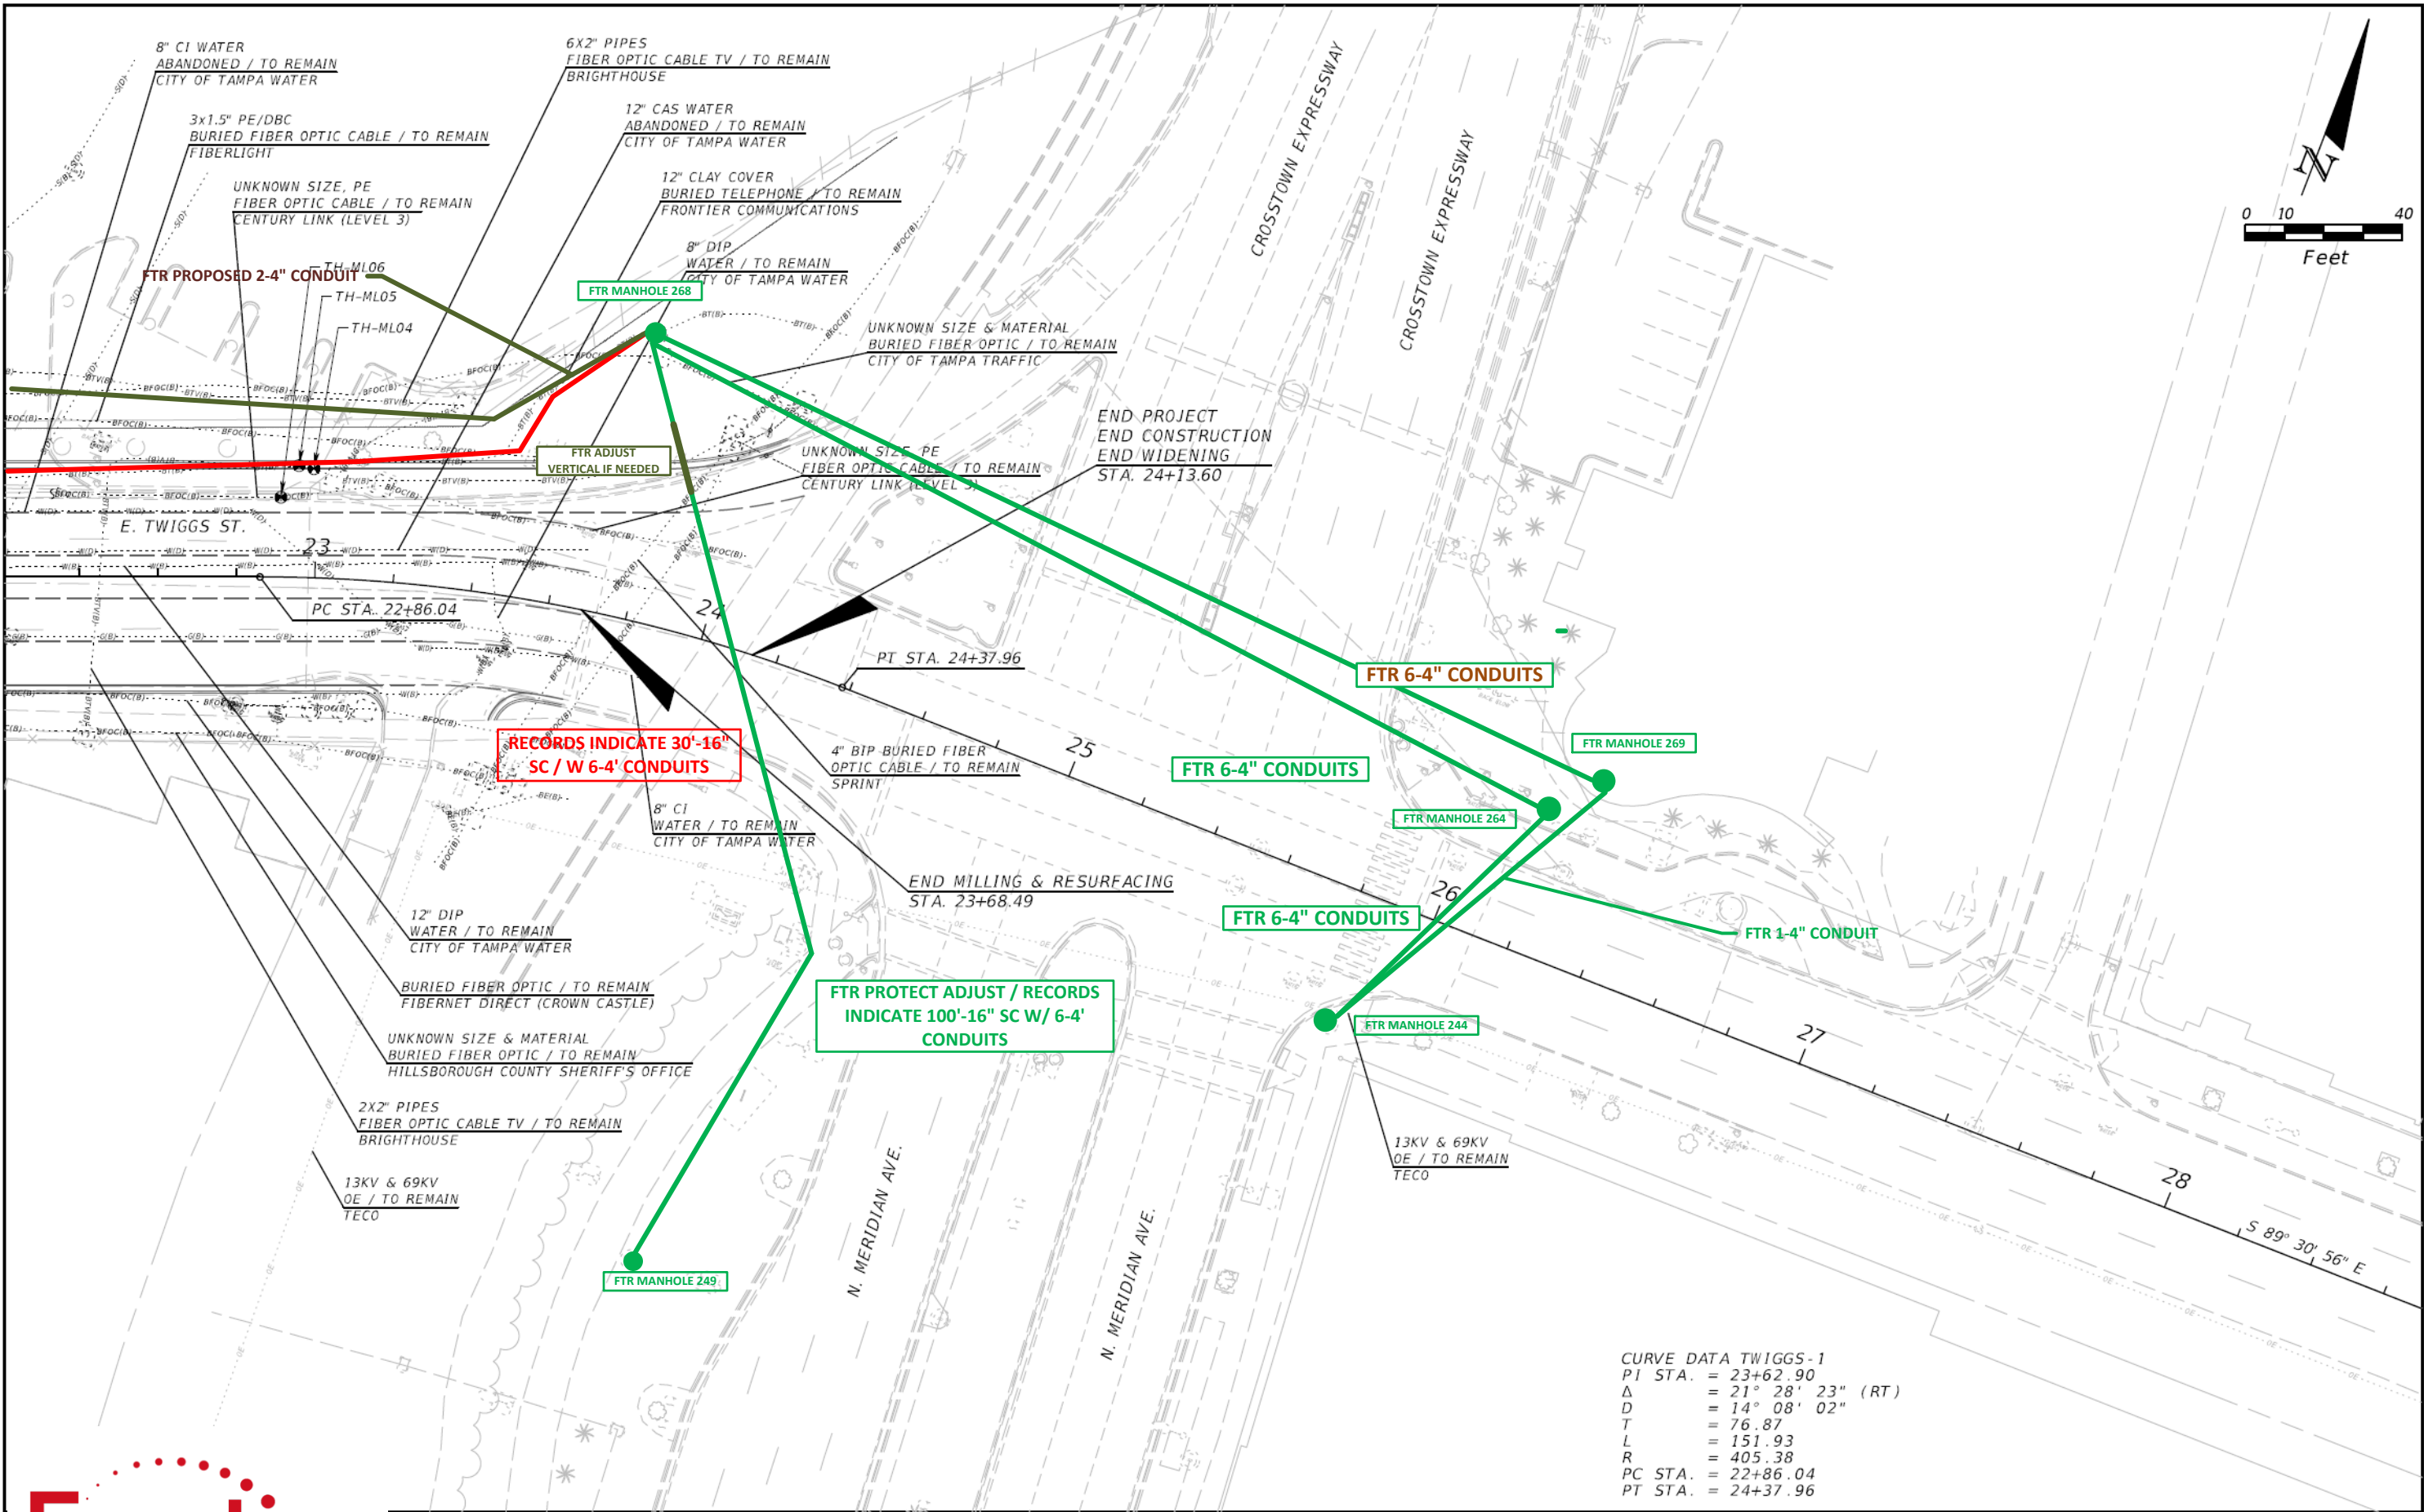 8" CI WATER
ABANDONED / TO REMAIN
CITY OF TAMPA WATER
6X2" PIPES
FIBER OPTIC CABLE TV / TO REMAIN
BRIGHTHOUSE
3x1.5" PE/DBC
BURIED FIBER OPTIC CABLE / TO REMAIN
FIBERLIGHT
12" CAS WATER
ABANDONED / TO REMAIN
CITY OF TAMPA WATER
UNKNOWN SIZE, PE
FIBER OPTIC CABLE / TO REMAIN
CENTURY LINK (LEVEL 3)
12" CLAY COVER
BURIED TELEPHONE / TO REMAIN
FRONTIER COMMUNICATIONS
8" DIP
WATER / TO REMAIN
CITY OF TAMPA WATER
CROSSTOWN EXPRESSWAY
CROSSTOWN EXPRESSWAY
N
0 10 40
Feet
FTR PROPOSED 2-4" CONDUIT
TH-ML06
TH-ML05
TH-ML04
FTR MANHOLE 268
UNKNOWN SIZE & MATERIAL
BURIED FIBER OPTIC / TO REMAIN
CITY OF TAMPA TRAFFIC
END PROJECT
END CONSTRUCTION
END WIDENING
STA. 24+13.60
FTR ADJUST
VERTICAL IF NEEDED
UNKNOWN SIZE, PE
FIBER OPTIC CABLE / TO REMAIN
CENTURY LINK (LEVEL 3)
E. TWIGGS ST.
23
PC STA. 22+86.04
24
PT STA. 24+37.96
FTR 6-4" CONDUITS
RECORDS INDICATE 30'-16"
SC / W 6-4' CONDUITS
4" BIP BURIED FIBER
OPTIC CABLE / TO REMAIN
SPRINT
25
FTR 6-4" CONDUITS
FTR MANHOLE 269
FTR MANHOLE 264
8" CI
WATER / TO REMAIN
CITY OF TAMPA WATER
END MILLING & RESURFACING
STA. 23+68.49
26
FTR 6-4" CONDUITS
FTR 1-4" CONDUIT
12" DIP
WATER / TO REMAIN
CITY OF TAMPA WATER
BURIED FIBER OPTIC / TO REMAIN
FIBERNET DIRECT (CROWN CASTLE)
FTR PROTECT ADJUST / RECORDS
INDICATE 100'-16" SC W/ 6-4'
CONDUITS
FTR MANHOLE 244
27
UNKNOWN SIZE & MATERIAL
BURIED FIBER OPTIC / TO REMAIN
HILLSBOROUGH COUNTY SHERIFF'S OFFICE
2X2" PIPES
FIBER OPTIC CABLE TV / TO REMAIN
BRIGHTHOUSE
13KV & 69KV
OE / TO REMAIN
TECO
13KV & 69KV
OE / TO REMAIN
TECO
28
S 89° 30' 56" E
N. MERIDIAN AVE.
N. MERIDIAN AVE.
FTR MANHOLE 249
CURVE DATA TWIGGS-1
PI STA. = 23+62.90
Δ = 21° 28' 23" (RT)
D = 14° 08' 02"
T = 76.87
L = 151.93
R = 405.38
PC STA. = 22+86.04
PT STA. = 24+37.96